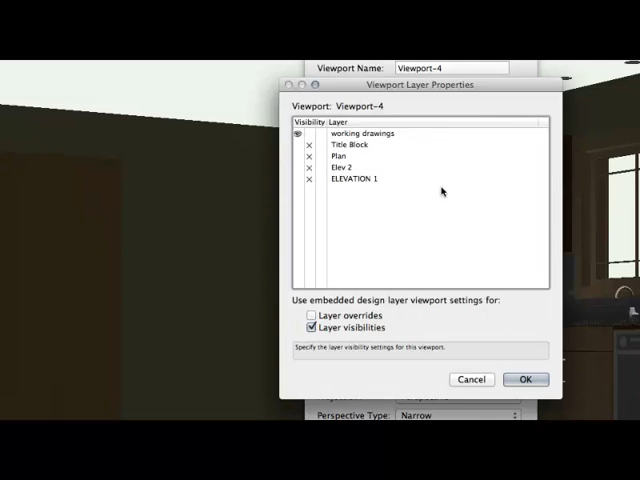 Viewport Name: Viewport-4
Viewport Layer Properties
Viewport: Viewport-4
Visibility Layer
working drawings
Title Block
Plan
Elev 2
ELEVATION 1
Use embedded design layer viewport settings for:
Layer overrides
Layer visibilities
Specify the layer visibility settings for this viewport.
Cancel OK
Perspective Type: Narrow